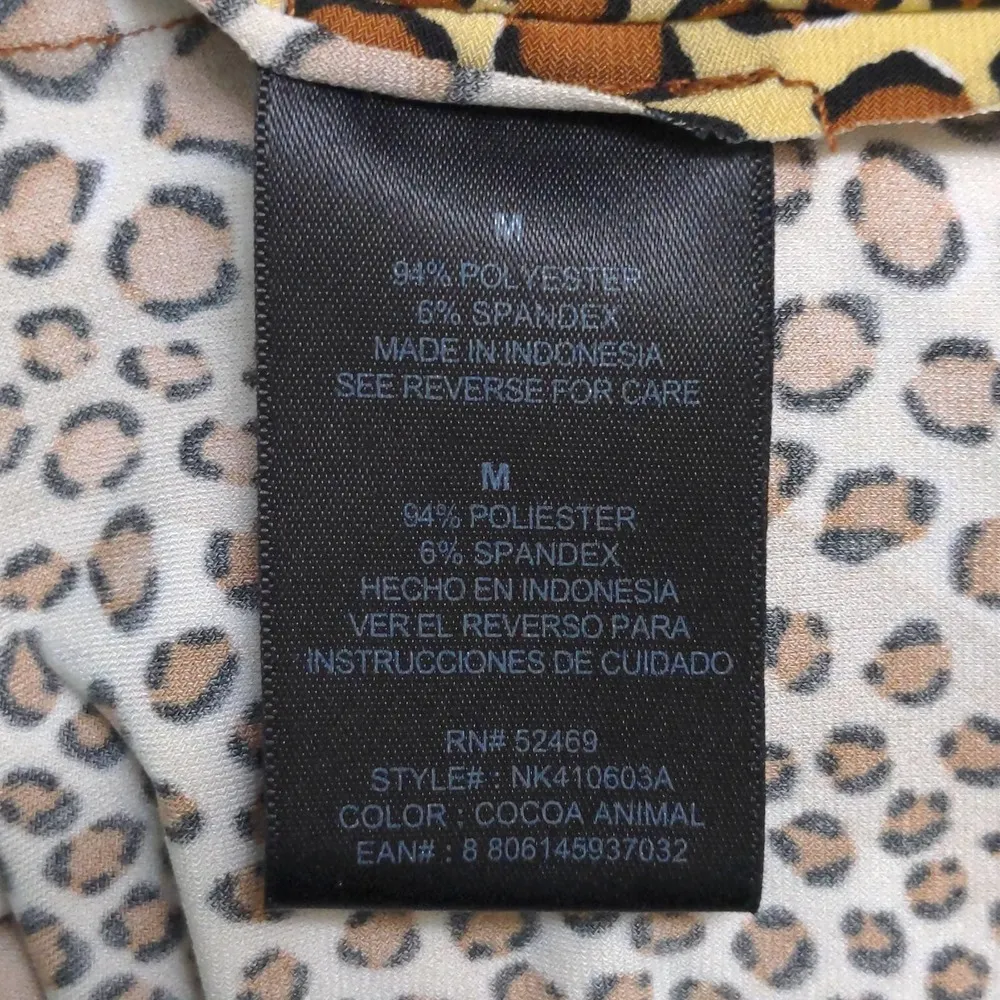 M
94% POLYESTER
6% SPANDEX
MADE IN INDONESIA
SEE REVERSE FOR CARE
M
94% POLIÉSTER
6% SPANDEX
HECHO EN INDONESIA
VER EL REVERSO PARA
INSTRUCCIONES DE CUIDADO
RN# 52469
STYLE# : NK410603A
COLOR : COCOA ANIMAL
EAN# : 8 806145937032